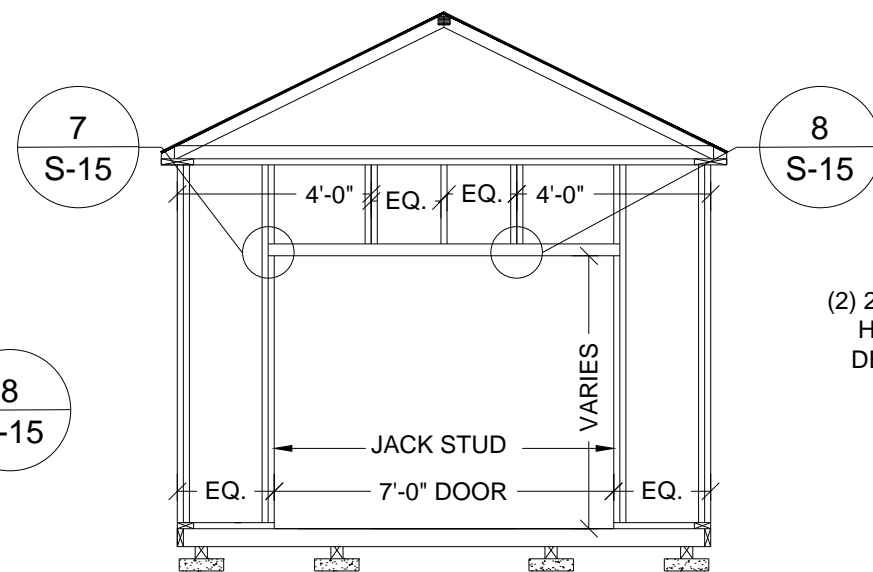 7
S-15
8
S-15
4'-0" EQ. EQ. 4'-0"
(2) 2
H
DE
VARIES
8
-15
JACK STUD
EQ. 7'-0" DOOR EQ.